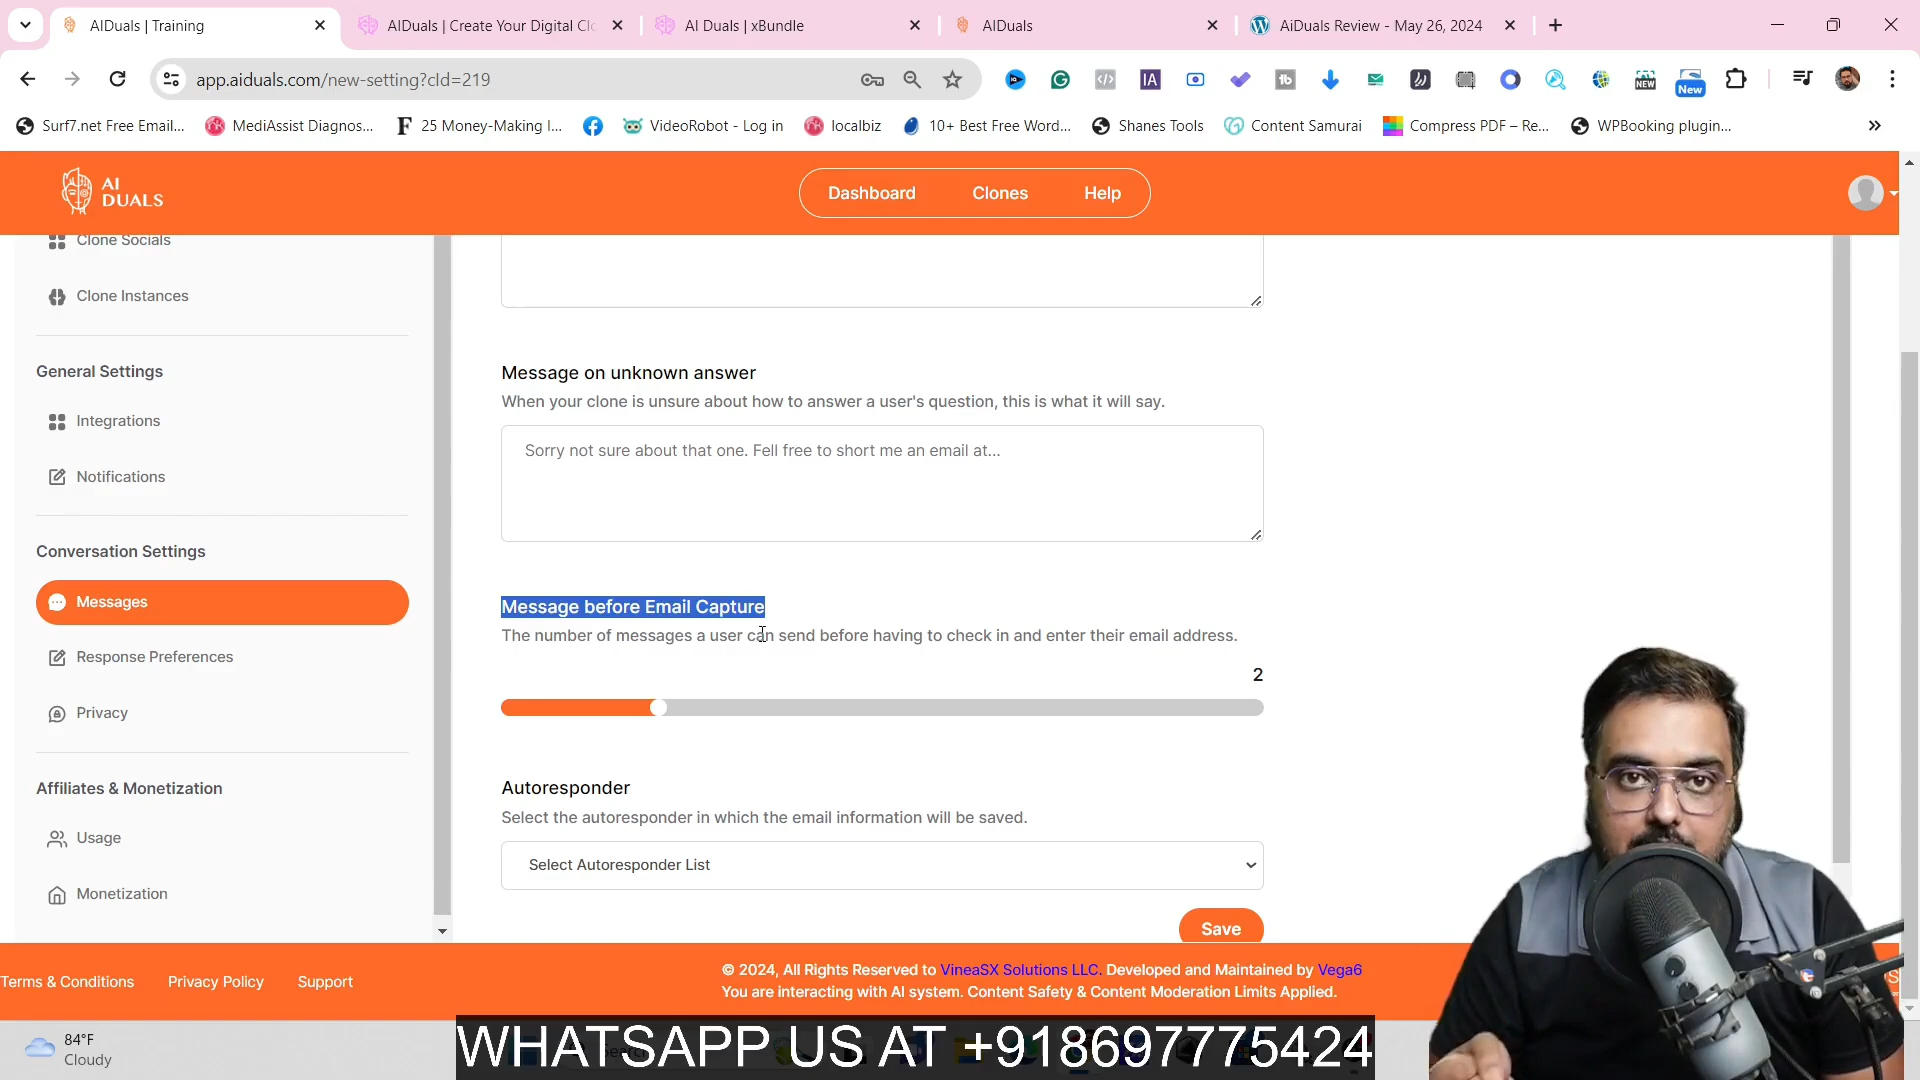 AIDuals | Training
AIDuals | Create Your Digital Clo
AI Duals | xBundle
AIDuals
AiDuals Review - May 26, 2024
app.aiduals.com/new-setting?cId=219
Surf7.net Free Email...
MediAssist Diagnos...
25 Money-Making I...
VideoRobot - Log in
localbiz
10+ Best Free Word...
Shanes Tools
Content Samurai
Compress PDF – Re...
WPBooking plugin...
IA
tb
NEW
New
AI
DUALS
Dashboard
Clones
Help
Clone Socials
Clone Instances
General Settings
Integrations
Notifications
Conversation Settings
Messages
Response Preferences
Privacy
Affiliates & Monetization
Usage
Monetization
Message on unknown answer
When your clone is unsure about how to answer a user's question, this is what it will say.
Sorry not sure about that one. Fell free to short me an email at...
Message before Email Capture
The number of messages a user can send before having to check in and enter their email address.
2
Autoresponder
Select the autoresponder in which the email information will be saved.
Select Autoresponder List
Save
Terms & Conditions
Privacy Policy
Support
© 2024, All Rights Reserved to VineaSX Solutions LLC. Developed and Maintained by Vega6
You are interacting with AI system. Content Safety & Content Moderation Limits Applied.
84°F
Cloudy
WHATSAPP US AT +918697775424